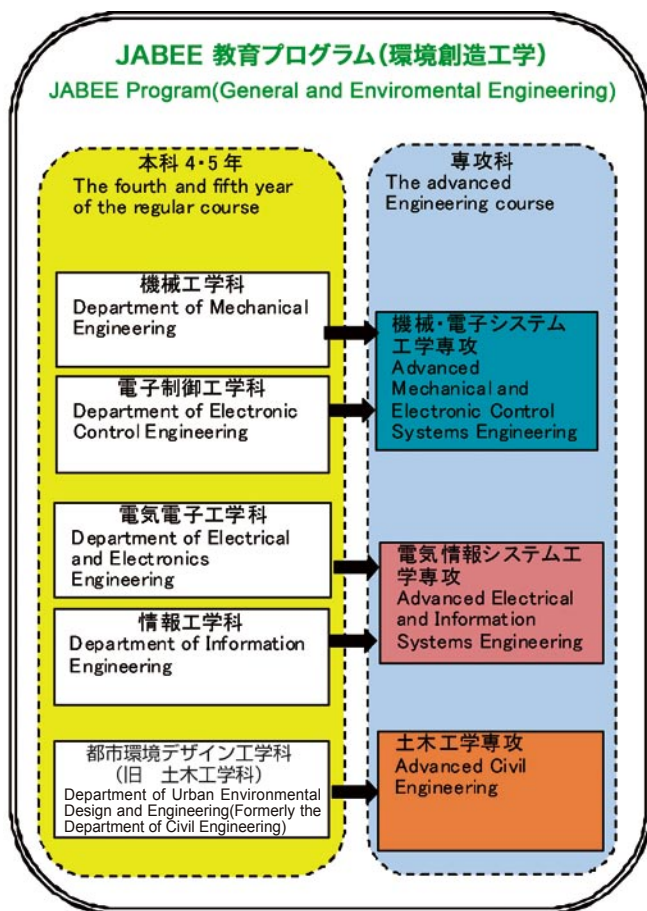 JABEE 教育プログラム(環境創造工学)
JABEE Program(General and Enviromental Engineering)
本科 4・5 年
The fourth and fifth year
of the regular course
機械工学科
Department of Mechanical
Engineering
電子制御工学科
Department of Electronic
Control Engineering
電気電子工学科
Department of Electrical
and Electronics
Engineering
情報工学科
Department of Information
Engineering
都市環境デザイン工学科
(旧　土木工学科)
Department of Urban Environmental
Design and Engineering(Formerly the
Department of Civil Engineering)
専攻科
The advanced
Engineering course
機械・電子システム
工学専攻
Advanced
Mechanical and
Electronic Control
Systems Engineering
電気情報システム工
学専攻
Advanced Electrical
and Information
Systems Engineering
土木工学専攻
Advanced Civil
Engineering